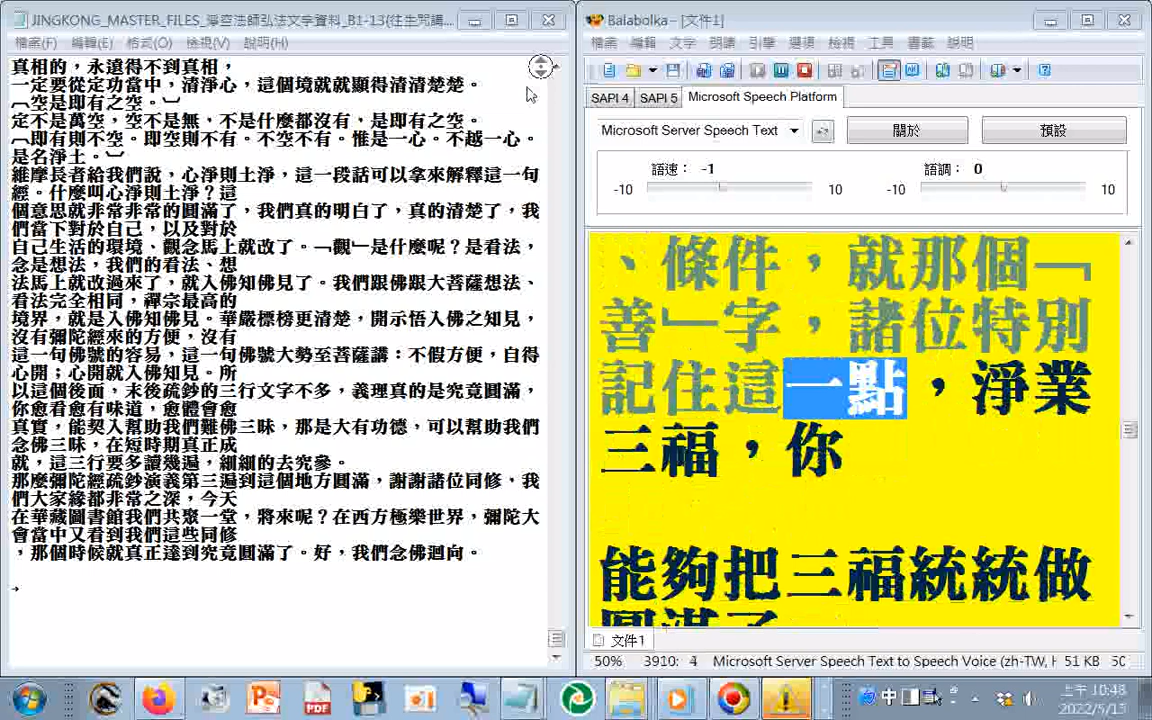 JINGKONG_MASTER_FILES_淨空法師弘法文字資料_B1-13(往生咒講...
檔案(F) 編輯(E) 格式(O) 檢視(V) 說明(H)
真相的，永遠得不到真相，
一定要從定功當中，清淨心，這個境就就顯得清清楚楚。
︹空是即有之空。︺
定不是萬空，空不是無，不是什麼都沒有，是即有之空。
︹即有則不空。即空則不有。不空不有。惟是一心。不越一心。
是名淨土。︺
維摩長者給我們說，心淨則土淨，這一段話可以拿來解釋這一句
經。什麼叫心淨則土淨？這
個意思就非常非常的圓滿了，我們真的明白了，真的清楚了，我
們當下對於自己，以及對於
自己生活的環境、觀念馬上就改了。﹁觀﹂是什麼呢？是看法，
念是想法，我們的看法、想
法馬上就改過來了，就入佛知佛見了。我們跟佛跟大菩薩想法、
看法完全相同，禪宗最高的
境界，就是入佛知佛見。華嚴標榜更清楚，開示悟入佛之知見，
沒有彌陀經來的方便，沒有
這一句佛號的容易，這一句佛號大勢至菩薩講：不假方便，自得
心開；心開就入佛知見。所
以這個後面，末後疏鈔的三行文字不多，義理真的是究竟圓滿，
你愈看愈有味道，愈體會愈
真實，能契入幫助我們難佛三昧，那是大有功德，可以幫助我們
念佛三昧，在短時期真正成
就，這三行要多讀幾遍，細細的去究參。
那麼彌陀經疏鈔演義第三遍到這個地方圓滿，謝謝諸位同修，我
們大家緣都非常之深，今天
在華藏圖書館我們共聚一堂，將來呢？在西方極樂世界，彌陀大
會當中又看到我們這些同修
，那個時候就真正達到究竟圓滿了。好，我們念佛迴向。
Balabolka - [文件1]
檔案 編輯 文字 朗讀 引擎 選項 檢視 工具 書籤 說明
SAPI 4 SAPI 5 Microsoft Speech Platform
Microsoft Server Speech Text 關於 預設
語速： -1 語調： 0
-10 10 -10 10
、條件，就那個﹁
善﹂字，諸位特別
記住這一點，淨業
三福，你
能夠把三福統統做
圓滿了
文件1
50% 3910: 4 Microsoft Server Speech Text to Speech Voice (zh-TW, H 51 KB 50
中
上午 10:48
2022/5/13